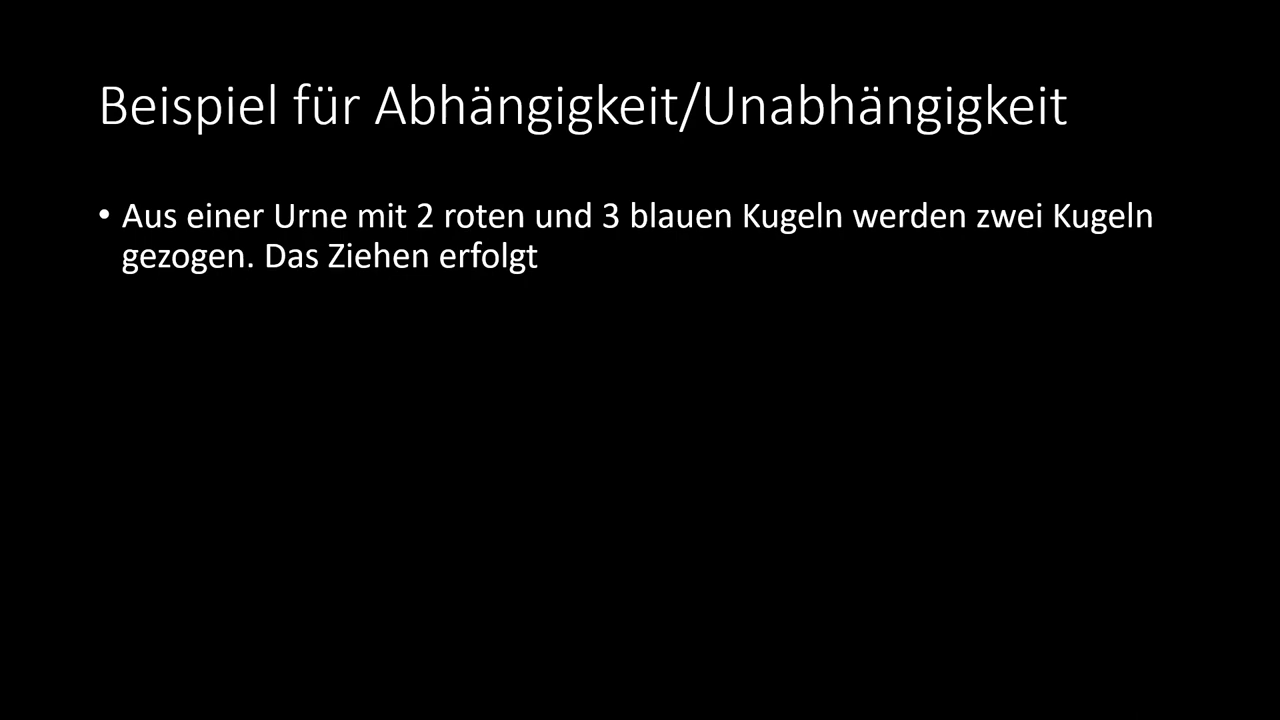 Beispiel für Abhängigkeit/Unabhängigkeit
• Aus einer Urne mit 2 roten und 3 blauen Kugeln werden zwei Kugeln
gezogen. Das Ziehen erfolgt